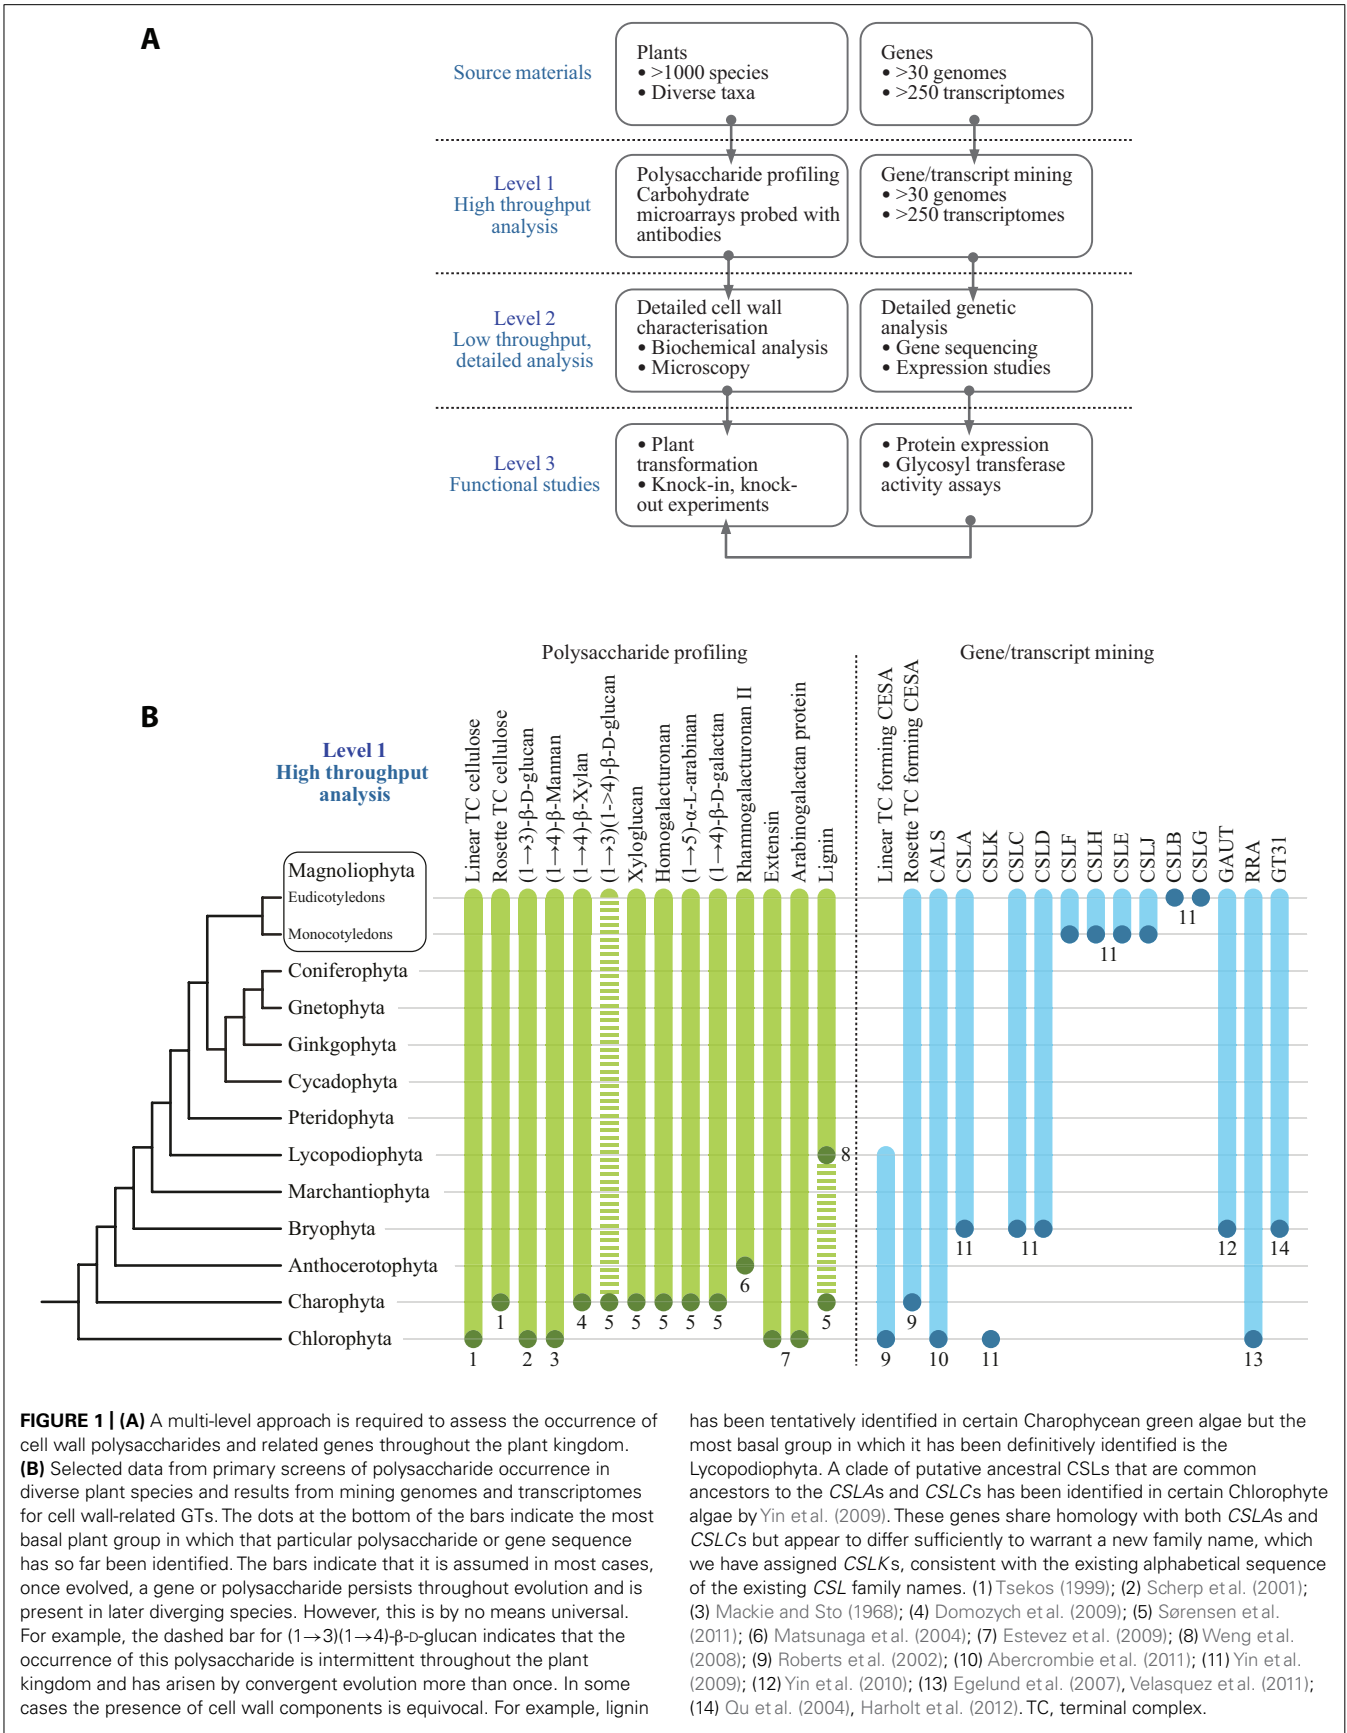 A
Source materials
Plants
• >1000 species
• Diverse taxa
Genes
• >30 genomes
• >250 transcriptomes
Level 1
High throughput
analysis
Polysaccharide profiling
Carbohydrate
microarrays probed with
antibodies
Gene/transcript mining
• >30 genomes
• >250 transcriptomes
Level 2
Low throughput,
detailed analysis
Detailed cell wall
characterisation
• Biochemical analysis
• Microscopy
Detailed genetic
analysis
• Gene sequencing
• Expression studies
Level 3
Functional studies
• Plant
transformation
• Knock-in, knock-
out experiments
• Protein expression
• Glycosyl transferase
activity assays
B
Polysaccharide profiling
Gene/transcript mining
Level 1
High throughput
analysis
Linear TC cellulose
Rosette TC cellulose
(1→3)-β-D-glucan
(1→4)-β-Mannan
(1→4)-β-Xylan
(1→3)(1->4)-β-D-glucan
Xyloglucan
Homogalacturonan
(1→5)-α-L-arabinan
(1→4)-β-D-galactan
Rhamnogalacturonan II
Extensin
Arabinogalactan protein
Lignin
Linear TC forming CESA
Rosette TC forming CESA
CALS
CSLA
CSLK
CSLC
CSLD
CSLF
CSLH
CSLE
CSLJ
CSLB
CSLG
GAUT
RRA
GT31
Magnoliophyta
Eudicotyledons
11
Monocotyledons
11
Coniferophyta
Gnetophyta
Ginkgophyta
Cycadophyta
Pteridophyta
Lycopodiophyta
8
Marchantiophyta
Bryophyta
11 11 12 14
Anthocerotophyta
6
Charophyta
1 4 5 5 5 5 5 5 9
Chlorophyta
1 2 3 7 9 10 11 13
FIGURE 1 | (A) A multi-level approach is required to assess the occurrence of
cell wall polysaccharides and related genes throughout the plant kingdom.
(B) Selected data from primary screens of polysaccharide occurrence in
diverse plant species and results from mining genomes and transcriptomes
for cell wall-related GTs. The dots at the bottom of the bars indicate the most
basal plant group in which that particular polysaccharide or gene sequence
has so far been identified. The bars indicate that it is assumed in most cases,
once evolved, a gene or polysaccharide persists throughout evolution and is
present in later diverging species. However, this is by no means universal.
For example, the dashed bar for (1→3)(1→4)-β-D-glucan indicates that the
occurrence of this polysaccharide is intermittent throughout the plant
kingdom and has arisen by convergent evolution more than once. In some
cases the presence of cell wall components is equivocal. For example, lignin
has been tentatively identified in certain Charophycean green algae but the
most basal group in which it has been definitively identified is the
Lycopodiophyta. A clade of putative ancestral CSLs that are common
ancestors to the CSLAs and CSLCs has been identified in certain Chlorophyte
algae by Yin et al. (2009). These genes share homology with both CSLAs and
CSLCs but appear to differ sufficiently to warrant a new family name, which
we have assigned CSLKs, consistent with the existing alphabetical sequence
of the existing CSL family names. (1) Tsekos (1999); (2) Scherp et al. (2001);
(3) Mackie and Sto (1968); (4) Domozych et al. (2009); (5) Sørensen et al.
(2011); (6) Matsunaga et al. (2004); (7) Estevez et al. (2009); (8) Weng et al.
(2008); (9) Roberts et al. (2002); (10) Abercrombie et al. (2011); (11) Yin et al.
(2009); (12) Yin et al. (2010); (13) Egelund et al. (2007), Velasquez et al. (2011);
(14) Qu et al. (2004), Harholt et al. (2012). TC, terminal complex.